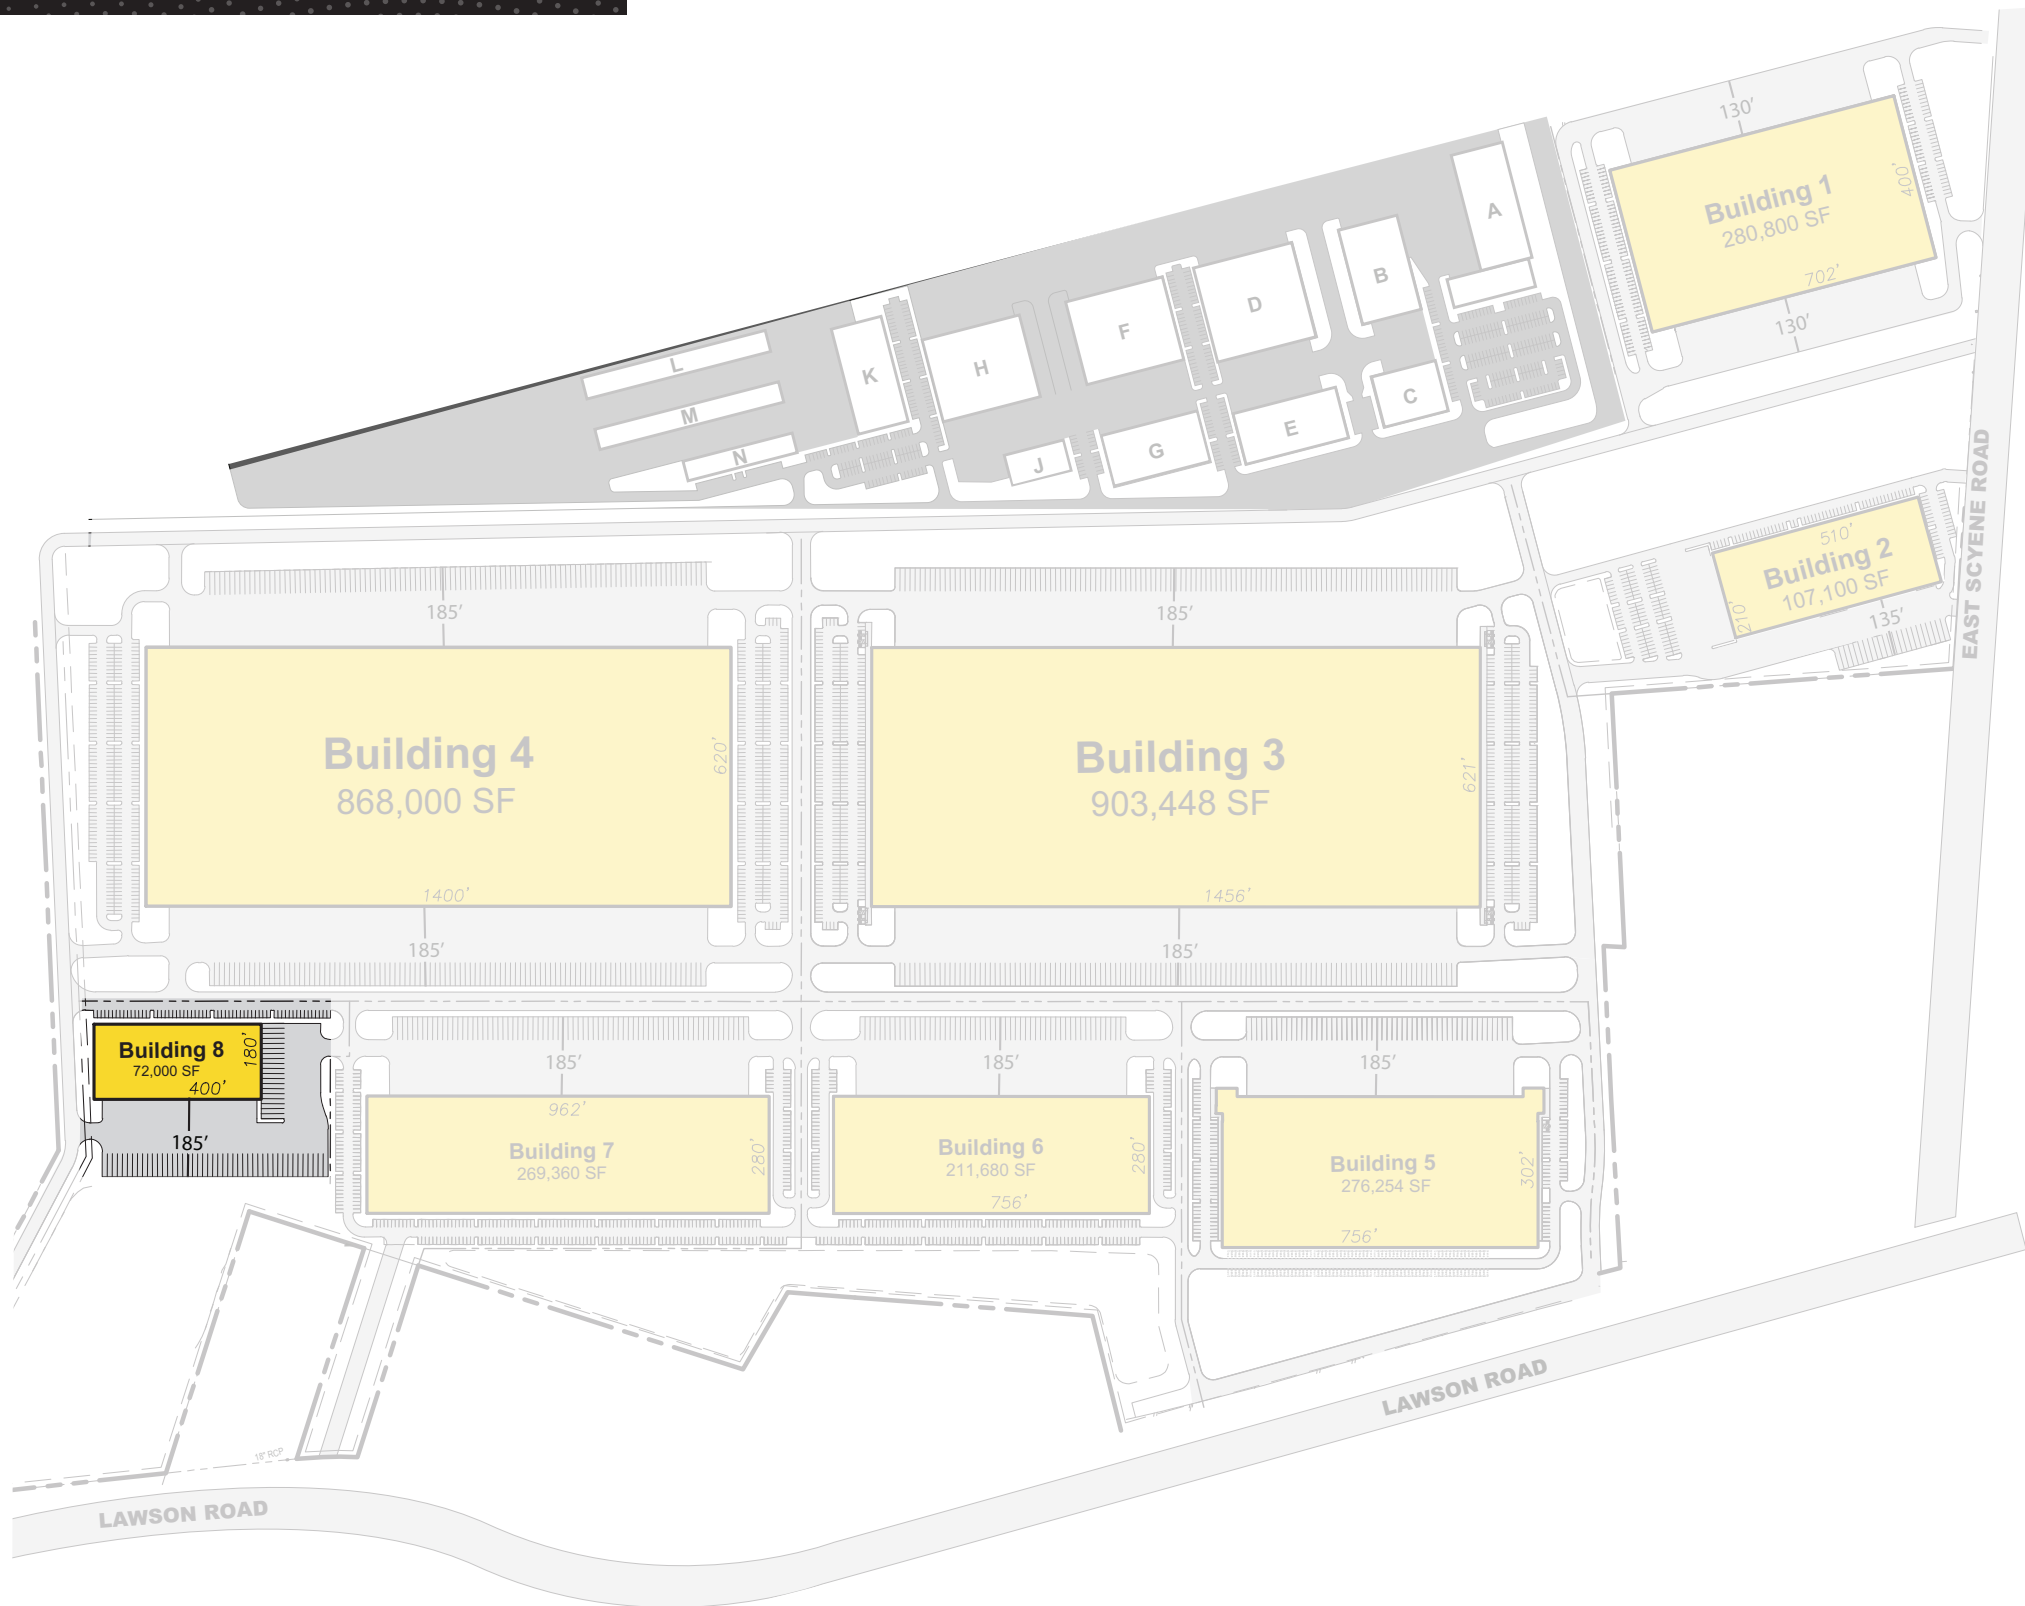 130'
Building 1
280,800 SF
400'
702'
130'
A
B
D
F
H
K
L
M
N
C
E
G
J
510'
Building 2
107,100 SF
210'
135'
EAST SCYENE ROAD
185'
Building 4
868,000 SF
620'
1400'
185'
185'
Building 3
903,448 SF
621'
1456'
185'
Building 8
72,000 SF
180'
400'
185'
185'
962'
Building 7
269,360 SF
280'
185'
Building 6
211,680 SF
280'
756'
185'
Building 5
276,254 SF
302'
756'
LAWSON ROAD
18" RCP
LAWSON ROAD